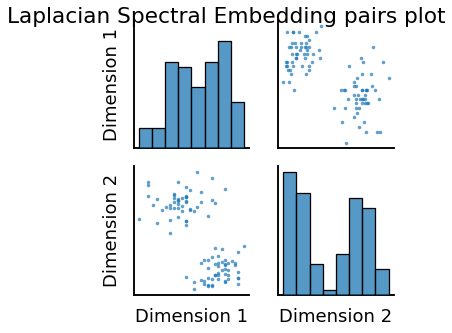 Laplacian Spectral Embedding pairs plot
Dimension 1
Dimension 2
Dimension 1
Dimension 2